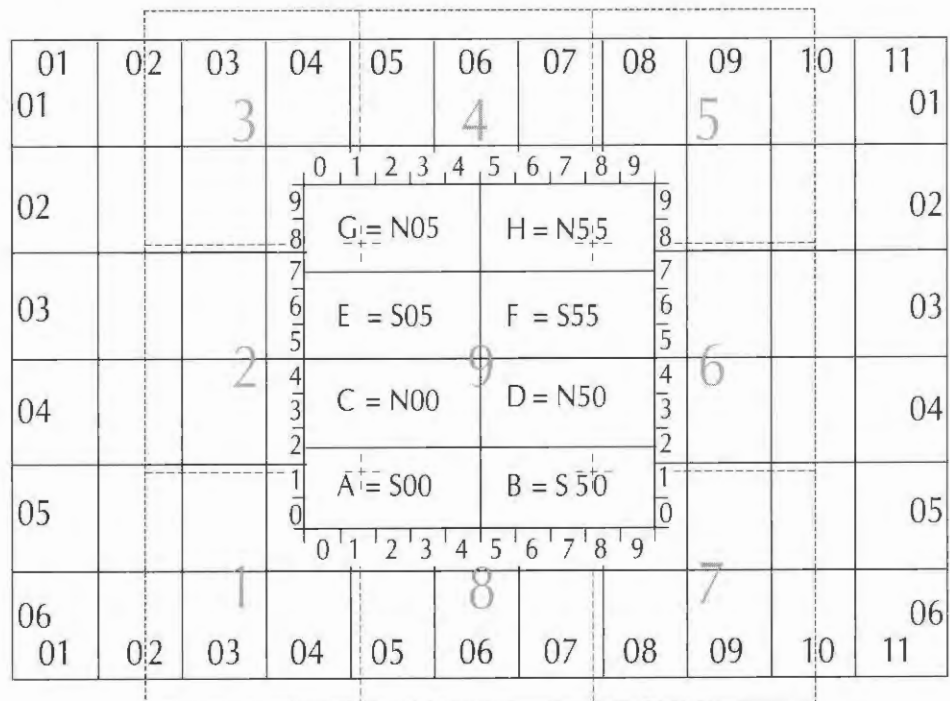 01 02 03 04 05 06 07 08 09 10 11
01 3 4 5 01
0 1 2 3 4 5 6 7 8 9
02 9 G = N05 H = N55 9 02
8 8
7 7
03 6 E = S05 F = S55 6 03
5 5
2 9 6
4 4
04 3 C = N00 D = N50 3 04
2 2
1 A = S00 B = S 50 1
05 0 0 05
0 1 2 3 4 5 6 7 8 9
1 8 7
06 06
01 02 03 04 05 06 07 08 09 10 11